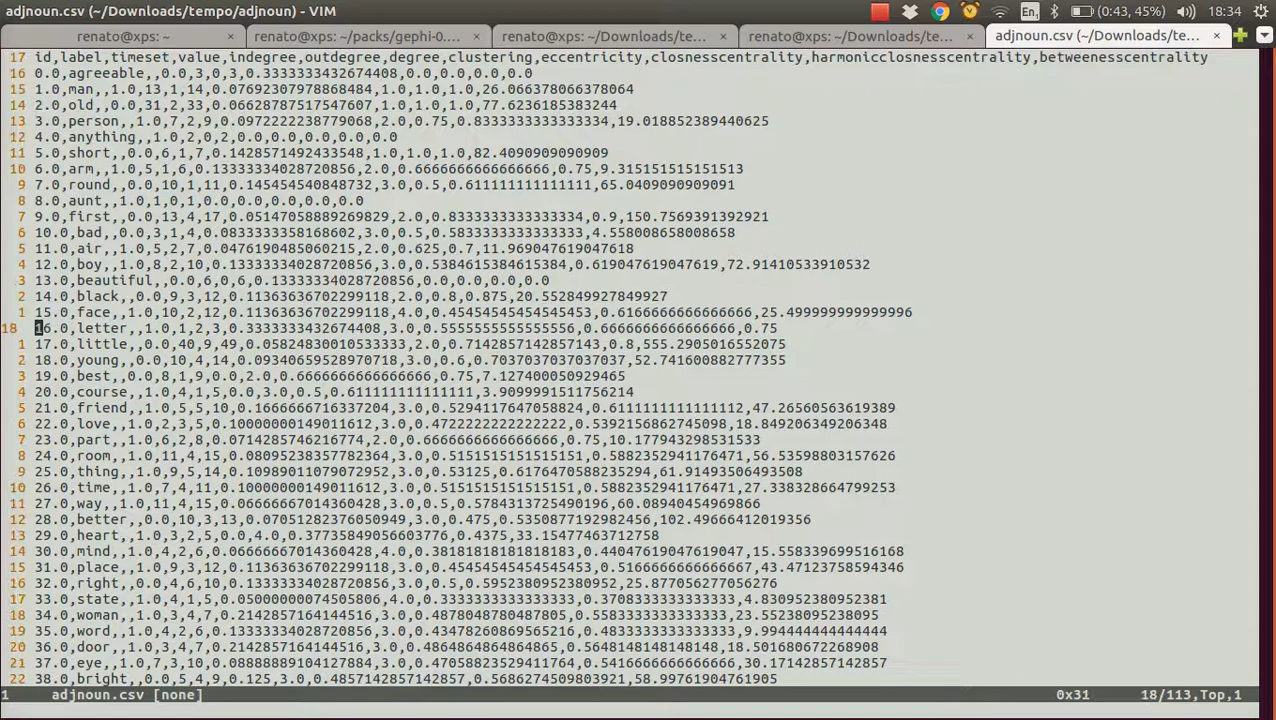 adjnoun.csv (~/Downloads/tempo/adjnoun) - VIM En (0:43, 45%) 18:34
renato@xps: ~ × renato@xps: ~/packs/gephi-0.... × renato@xps: ~/Downloads/te... × renato@xps: ~/Downloads/te... × adjnoun.csv (~/Downloads/te... ×
17 id,label,timeset,value,indegree,outdegree,degree,clustering,eccentricity,closnesscentrality,harmonicclosnesscentrality,betweenesscentrality
16 0.0,agreeable,,0.0,3,0,3,0.3333333432674408,0.0,0.0,0.0,0.0
15 1.0,man,,1.0,13,1,14,0.07692307978868484,1.0,1.0,1.0,26.066378066378064
14 2.0,old,,0.0,31,2,33,0.06628787517547607,1.0,1.0,1.0,77.6236185383244
13 3.0,person,,1.0,7,2,9,0.0972222238779068,2.0,0.75,0.8333333333333334,19.018852389440625
12 4.0,anything,,1.0,2,0,2,0.0,0.0,0.0,0.0,0.0
11 5.0,short,,0.0,6,1,7,0.1428571492433548,1.0,1.0,1.0,82.4090909090909
10 6.0,arm,,1.0,5,1,6,0.13333334028720856,2.0,0.6666666666666666,0.75,9.315151515151513
9 7.0,round,,0.0,10,1,11,0.145454540848732,3.0,0.5,0.611111111111111,65.0409090909091
8 8.0,aunt,,1.0,1,0,1,0.0,0.0,0.0,0.0,0.0
7 9.0,first,,0.0,13,4,17,0.05147058889269829,2.0,0.8333333333333334,0.9,150.7569391392921
6 10.0,bad,,0.0,3,1,4,0.0833333358168602,3.0,0.5,0.5833333333333334,4.558008658008658
5 11.0,air,,1.0,5,2,7,0.0476190485060215,2.0,0.625,0.7,11.969047619047618
4 12.0,boy,,1.0,8,2,10,0.13333334028720856,3.0,0.5384615384615384,0.619047619047619,72.91410533910532
3 13.0,beautiful,,0.0,6,0,6,0.13333334028720856,0.0,0.0,0.0,0.0
2 14.0,black,,0.0,9,3,12,0.11363636702299118,2.0,0.8,0.875,20.552849927849927
1 15.0,face,,1.0,10,2,12,0.11363636702299118,4.0,0.45454545454545453,0.6166666666666666,25.499999999999996
18 16.0,letter,,1.0,1,2,3,0.3333333432674408,3.0,0.5555555555555556,0.6666666666666666,0.75
1 17.0,little,,0.0,40,9,49,0.05824830010533333,2.0,0.7142857142857143,0.8,555.2905016552075
2 18.0,young,,0.0,10,4,14,0.09340659528970718,3.0,0.6,0.7037037037037037,52.741600882777355
3 19.0,best,,0.0,8,1,9,0.0,2.0,0.6666666666666666,0.75,7.127400050929465
4 20.0,course,,1.0,4,1,5,0.0,3.0,0.5,0.611111111111111,3.9099991511756214
5 21.0,friend,,1.0,5,5,10,0.1666666716337204,3.0,0.5294117647058824,0.6111111111111112,47.26560563619389
6 22.0,love,,1.0,6,3,9,0.10000000149011612,3.0,0.4722222222222222,0.5392156862745098,18.849206349206348
7 23.0,part,,1.0,6,2,8,0.0714285746216774,2.0,0.6666666666666666,0.75,10.177943298531533
8 24.0,room,,1.0,11,4,15,0.08095238357782364,3.0,0.5151515151515151,0.5882352941176471,56.53598803157626
9 25.0,thing,,1.0,9,5,14,0.10989011079072952,3.0,0.53125,0.6176470588235294,61.91493506493508
10 26.0,time,,1.0,7,4,11,0.10000000149011612,3.0,0.5151515151515151,0.5882352941176471,27.338328664799253
11 27.0,way,,1.0,11,4,15,0.06666667014360428,3.0,0.5,0.5784313725490196,60.08940454969866
12 28.0,better,,0.0,10,3,13,0.07051282376050949,3.0,0.475,0.5350877192982456,102.49666412019356
13 29.0,heart,,1.0,3,2,5,0.0,4.0,0.37735849056603776,0.4375,33.15477463712758
14 30.0,mind,,1.0,4,2,6,0.06666667014360428,4.0,0.38181818181818183,0.44047619047619047,15.558339699516168
15 31.0,place,,1.0,9,3,12,0.11363636702299118,3.0,0.45454545454545453,0.5166666666666667,43.47123758594346
16 32.0,right,,0.0,4,6,10,0.13333334028720856,3.0,0.5,0.5952380952380952,25.877056277056276
17 33.0,state,,1.0,4,1,5,0.05000000074505806,4.0,0.3333333333333333,0.3708333333333333,4.830952380952381
18 34.0,woman,,1.0,3,4,7,0.2142857164144516,3.0,0.4878048780487805,0.5583333333333333,23.55238095238095
19 35.0,word,,1.0,4,2,6,0.13333334028720856,3.0,0.43478260869565216,0.4833333333333333,9.994444444444444
20 36.0,door,,1.0,3,4,7,0.2142857164144516,3.0,0.4864864864864865,0.5648148148148148,18.501680672268908
21 37.0,eye,,1.0,7,3,10,0.08888889104127884,3.0,0.47058823529411764,0.5416666666666666,30.17142857142857
22 38.0,bright,,0.0,5,4,9,0.125,3.0,0.4857142857142857,0.5686274509803921,58.99761904761905
1 adjnoun.csv [none] 0x31 18/113,Top,1